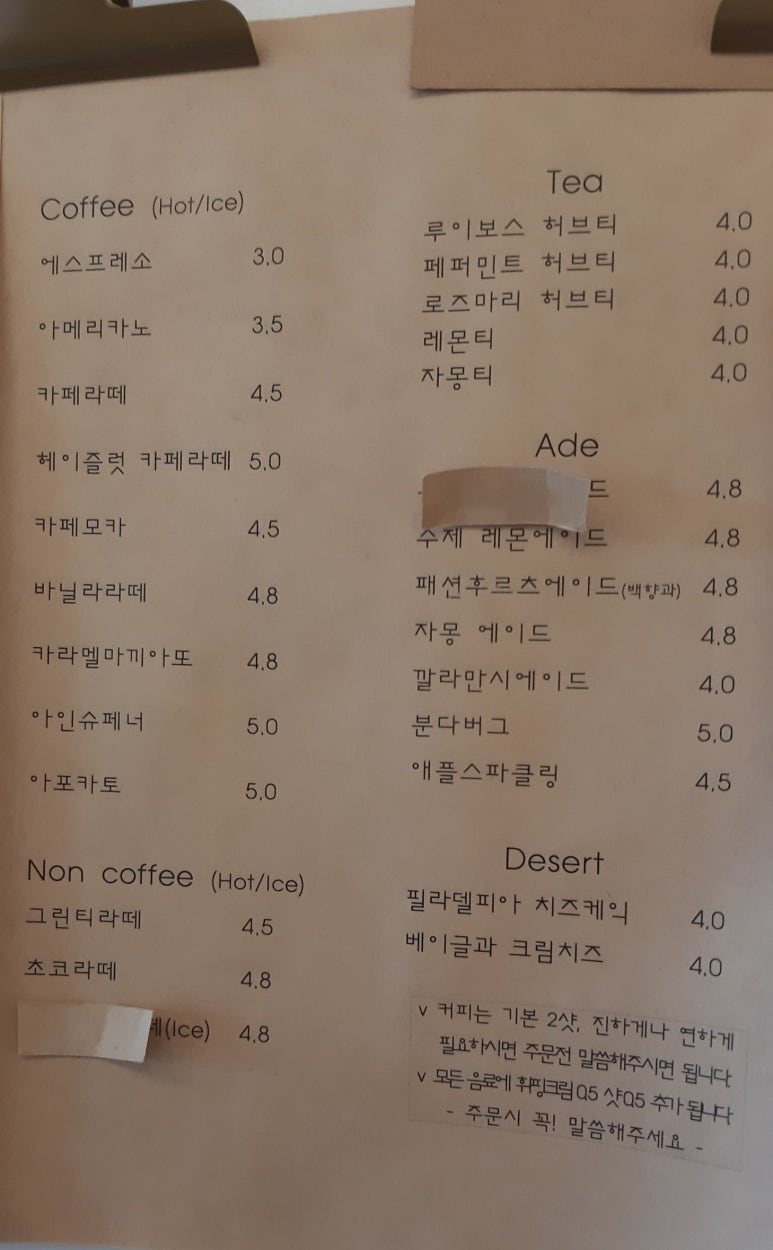 Coffee (Hot/Ice)
에스프레소 3.0
아메리카노 3.5
카페라떼 4.5
헤이즐럿 카페라떼 5.0
카페모카 4.5
바닐라라떼 4.8
카라멜마끼아또 4.8
아인슈페너 5.0
아포카토 5.0
Non coffee (Hot/Ice)
그린티라떼 4.5
초코라떼 4.8
(Ice) 4.8
Tea
루이보스 허브티 4.0
페퍼민트 허브티 4.0
로즈마리 허브티 4.0
레몬티 4.0
자몽티 4.0
Ade
드 4.8
수제 레몬에이드 4.8
패션후르츠에이드(백향과) 4.8
자몽 에이드 4.8
깔라만시에이드 4.0
분다버그 5.0
애플스파클링 4.5
Desert
필라델피아 치즈케익 4.0
베이글과 크림치즈 4.0
v 커피는 기본 2샷, 진하게나 연하게
필요하시면 주문전 말씀해주시면 됩니다
v 모든 음료에 휘핑크림0.5 샷0.5 추가 됩니다
- 주문시 꼭! 말씀해주세요 -